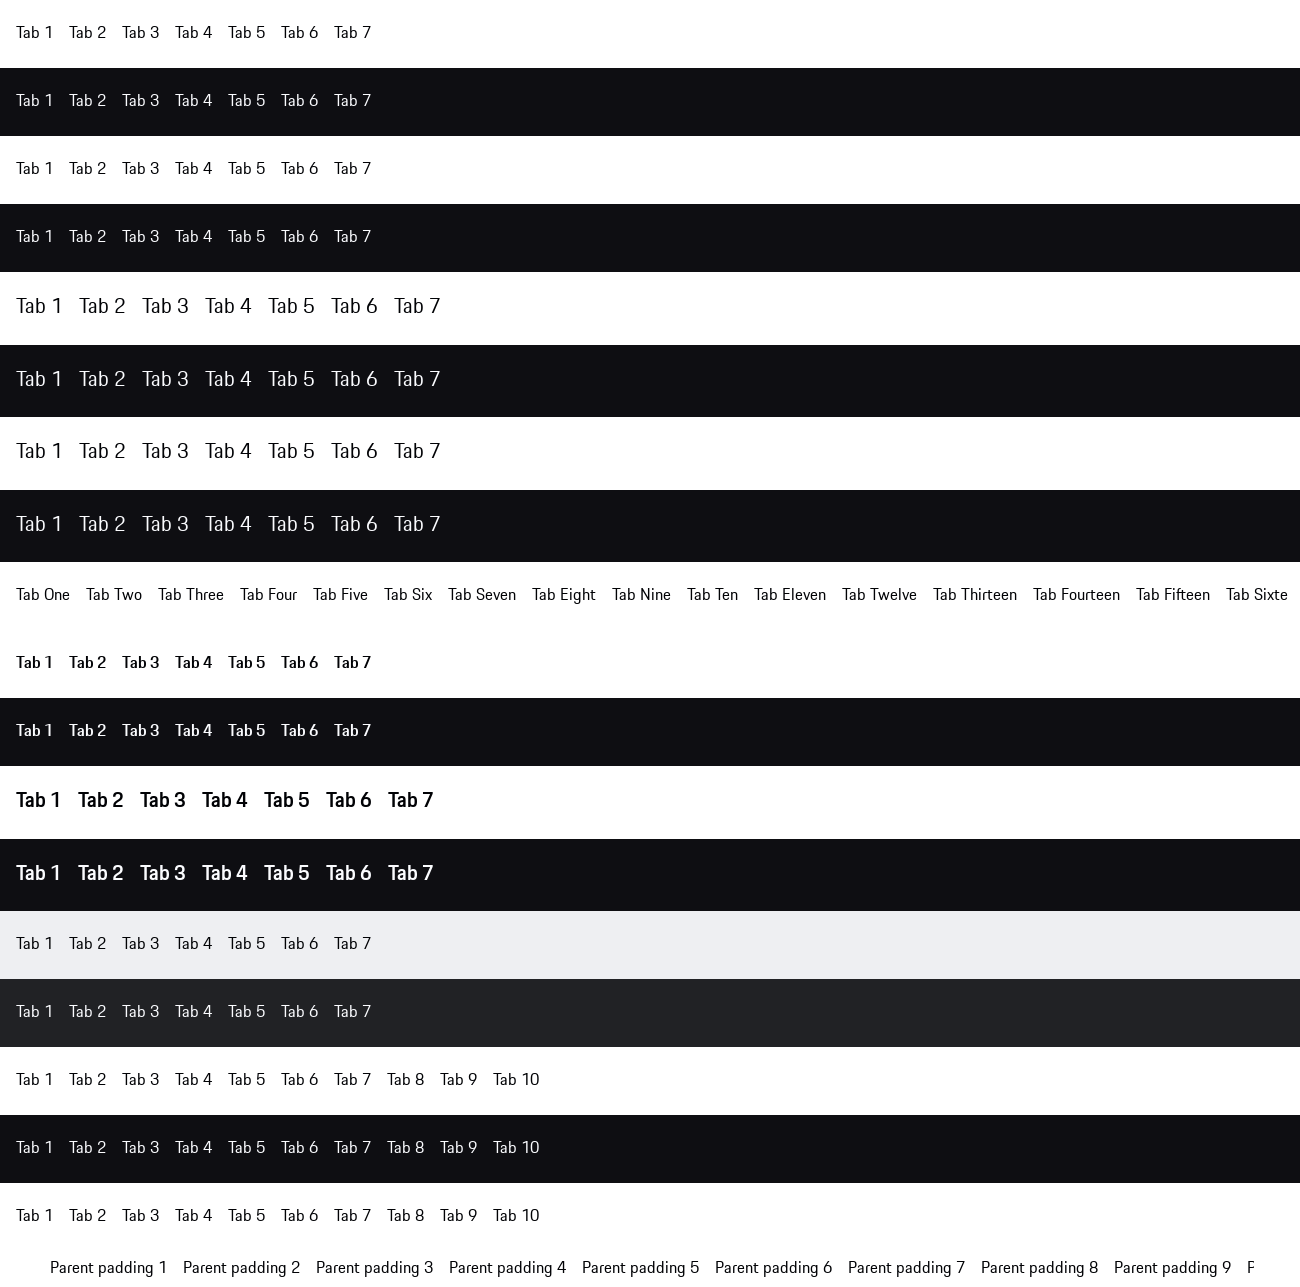 Tab 1 Tab 2 Tab 3 Tab 4 Tab 5 Tab 6 Tab 7
Tab 1 Tab 2 Tab 3 Tab 4 Tab 5 Tab 6 Tab 7
Tab 1 Tab 2 Tab 3 Tab 4 Tab 5 Tab 6 Tab 7
Tab 1 Tab 2 Tab 3 Tab 4 Tab 5 Tab 6 Tab 7
Tab 1 Tab 2 Tab 3 Tab 4 Tab 5 Tab 6 Tab 7
Tab 1 Tab 2 Tab 3 Tab 4 Tab 5 Tab 6 Tab 7
Tab 1 Tab 2 Tab 3 Tab 4 Tab 5 Tab 6 Tab 7
Tab 1 Tab 2 Tab 3 Tab 4 Tab 5 Tab 6 Tab 7
Tab One Tab Two Tab Three Tab Four Tab Five Tab Six Tab Seven Tab Eight Tab Nine Tab Ten Tab Eleven Tab Twelve Tab Thirteen Tab Fourteen Tab Fifteen Tab Sixte
Tab 1 Tab 2 Tab 3 Tab 4 Tab 5 Tab 6 Tab 7
Tab 1 Tab 2 Tab 3 Tab 4 Tab 5 Tab 6 Tab 7
Tab 1 Tab 2 Tab 3 Tab 4 Tab 5 Tab 6 Tab 7
Tab 1 Tab 2 Tab 3 Tab 4 Tab 5 Tab 6 Tab 7
Tab 1 Tab 2 Tab 3 Tab 4 Tab 5 Tab 6 Tab 7
Tab 1 Tab 2 Tab 3 Tab 4 Tab 5 Tab 6 Tab 7
Tab 1 Tab 2 Tab 3 Tab 4 Tab 5 Tab 6 Tab 7 Tab 8 Tab 9 Tab 10
Tab 1 Tab 2 Tab 3 Tab 4 Tab 5 Tab 6 Tab 7 Tab 8 Tab 9 Tab 10
Tab 1 Tab 2 Tab 3 Tab 4 Tab 5 Tab 6 Tab 7 Tab 8 Tab 9 Tab 10
Parent padding 1 Parent padding 2 Parent padding 3 Parent padding 4 Parent padding 5 Parent padding 6 Parent padding 7 Parent padding 8 Parent padding 9